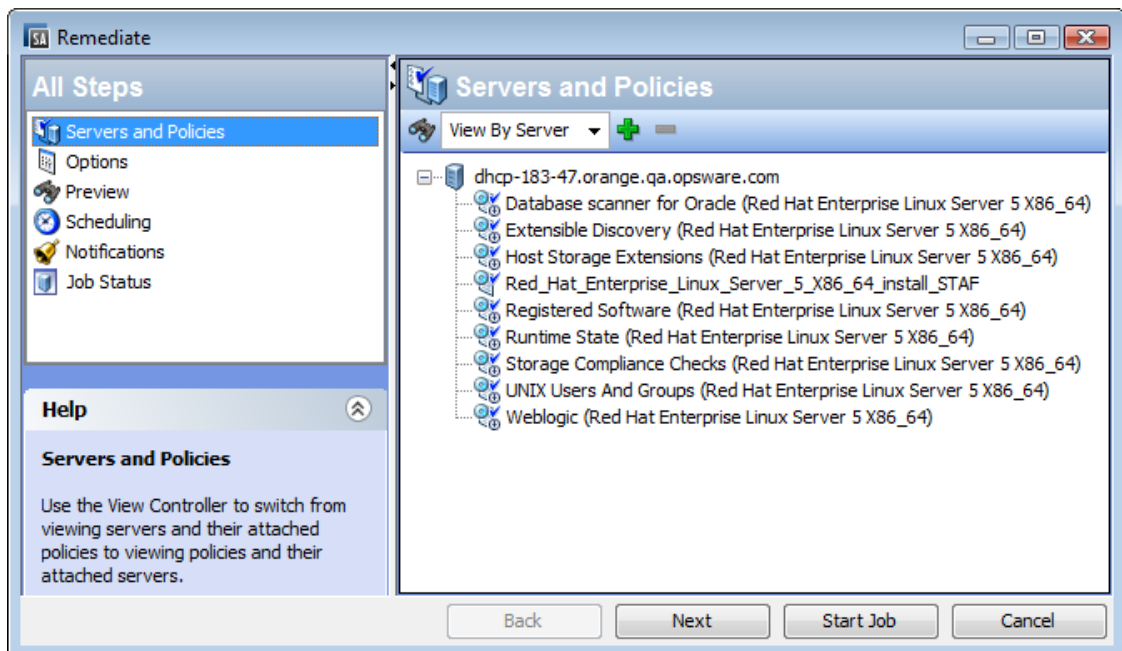 SA Remediate
All Steps
Servers and Policies
Options
Preview
Scheduling
Notifications
Job Status
Help
Servers and Policies
Use the View Controller to switch from
viewing servers and their attached
policies to viewing policies and their
attached servers.
Servers and Policies
View By Server
dhcp-183-47.orange.qa.opsware.com
Database scanner for Oracle (Red Hat Enterprise Linux Server 5 X86_64)
Extensible Discovery (Red Hat Enterprise Linux Server 5 X86_64)
Host Storage Extensions (Red Hat Enterprise Linux Server 5 X86_64)
Red_Hat_Enterprise_Linux_Server_5_X86_64_install_STAF
Registered Software (Red Hat Enterprise Linux Server 5 X86_64)
Runtime State (Red Hat Enterprise Linux Server 5 X86_64)
Storage Compliance Checks (Red Hat Enterprise Linux Server 5 X86_64)
UNIX Users And Groups (Red Hat Enterprise Linux Server 5 X86_64)
Weblogic (Red Hat Enterprise Linux Server 5 X86_64)
Back Next Start Job Cancel